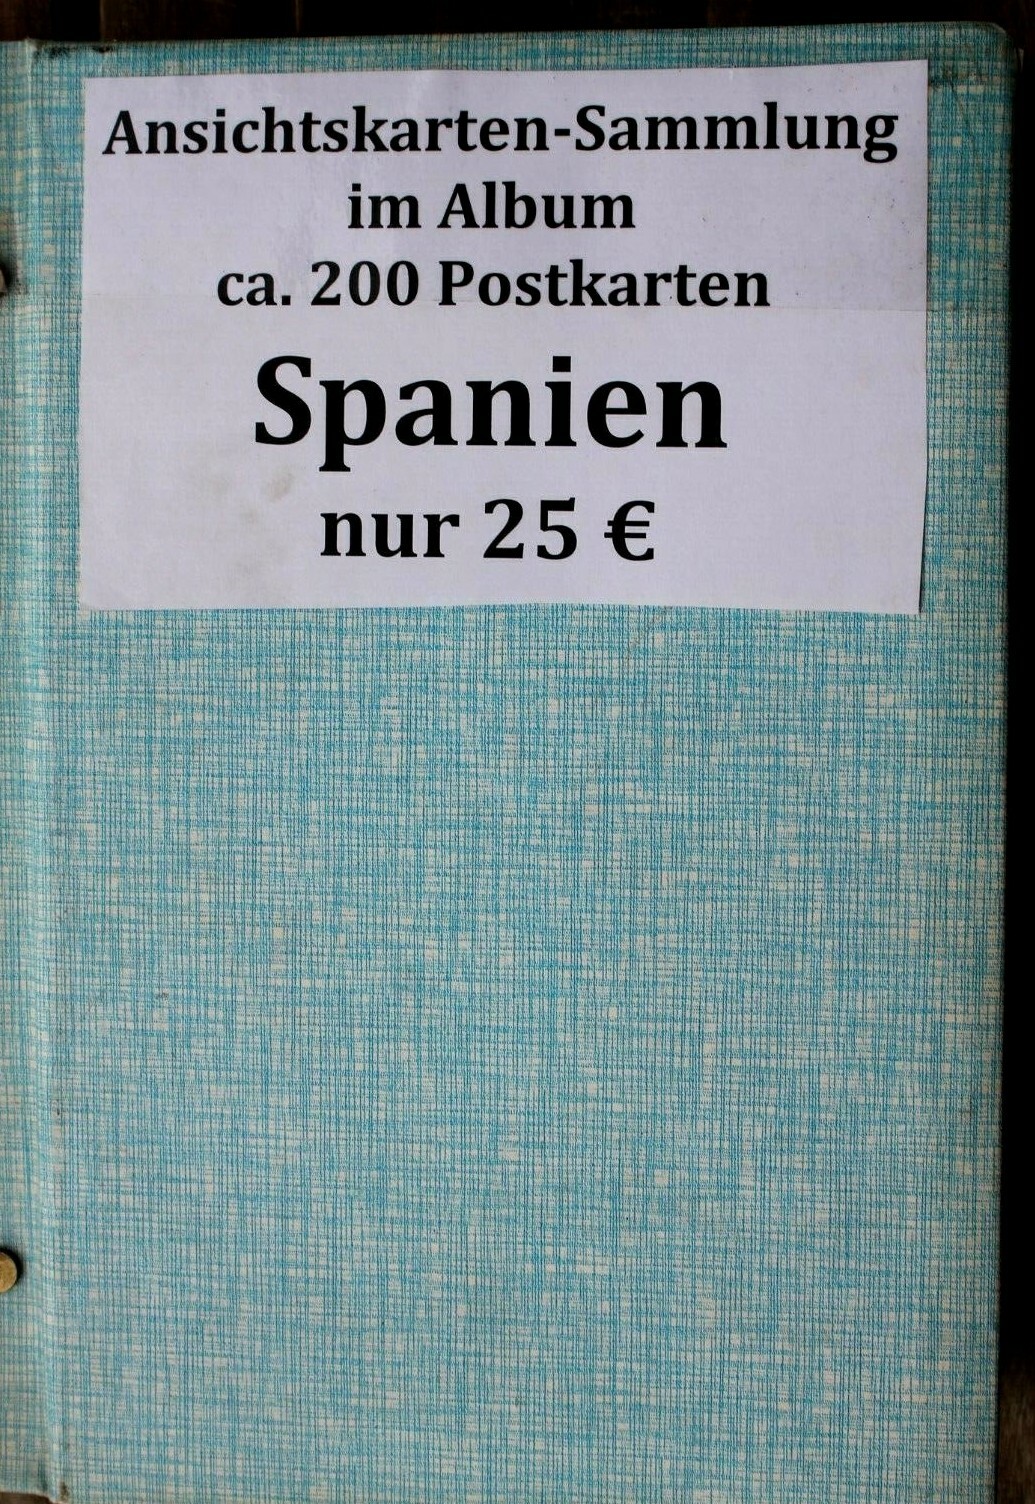 Ansichtskarten-Sammlung
im Album
ca. 200 Postkarten
Spanien
nur 25 €